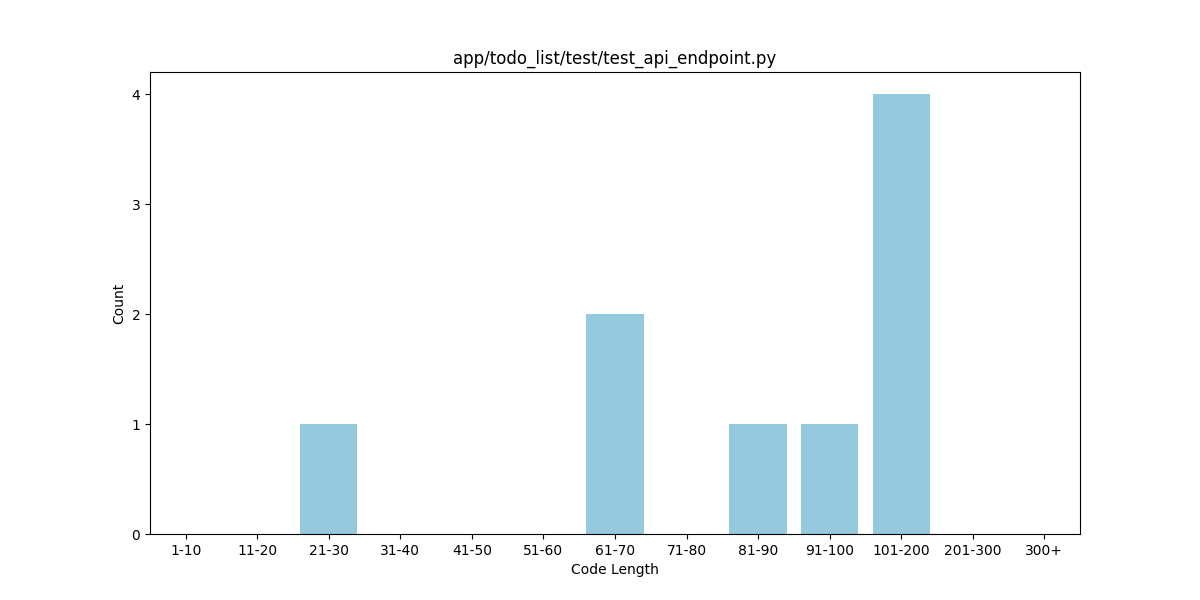 app/todo_list/test/test_api_endpoint.py
4
3
2
1
0
Count
1-10 11-20 21-30 31-40 41-50 51-60 61-70 71-80 81-90 91-100 101-200 201-300 300+
Code Length